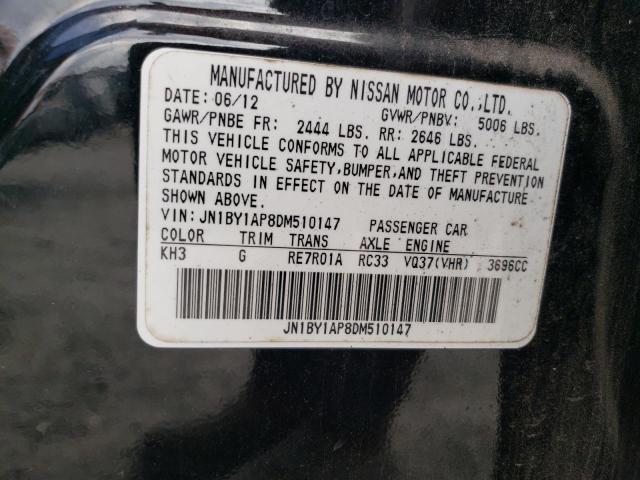 MANUFACTURED BY NISSAN MOTOR CO.,LTD.
DATE: 06/12 GVWR/PNBV: 5006 LBS.
GAWR/PNBE FR: 2444 LBS. RR: 2646 LBS.
THIS VEHICLE CONFORMS TO ALL APPLICABLE FEDERAL
MOTOR VEHICLE SAFETY, BUMPER, AND THEFT PREVENTION
STANDARDS IN EFFECT ON THE DATE OF MANUFACTURE
SHOWN ABOVE.
VIN: JN1BY1AP8DM510147 PASSENGER CAR
COLOR TRIM TRANS AXLE ENGINE
KH3 G RE7R01A RC33 VQ37(VHR) 3696CC
JN1BY1AP8DM510147